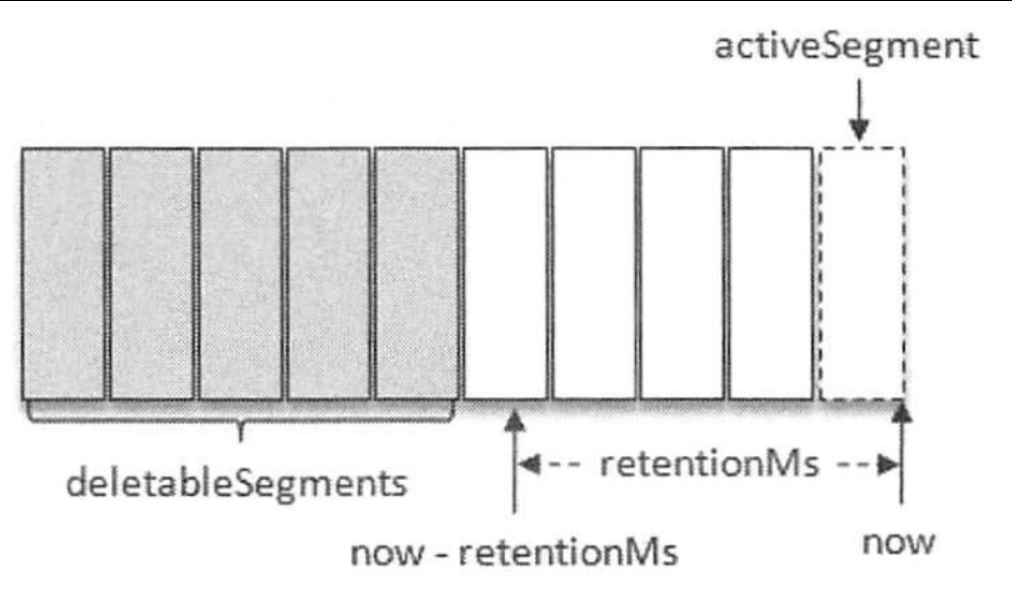 activeSegment
deletableSegments
retentionMs
now - retentionMs
now